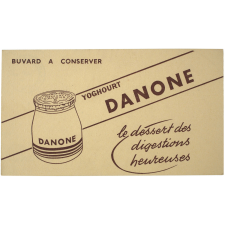 BUVARD A CONSERVER
YOGHOURT
DANONE
DANONE
le dessert des
digestions
heureuses